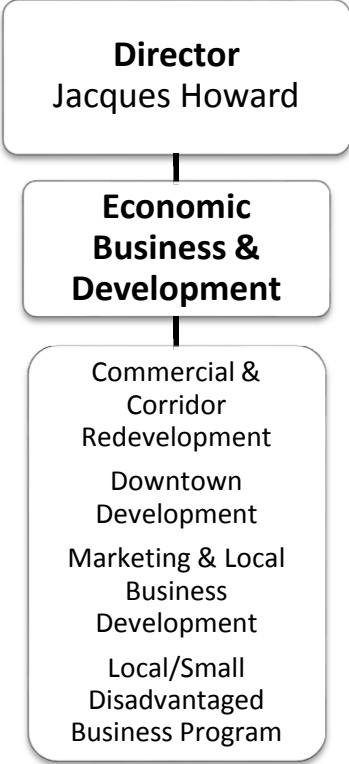 Director
Jacques Howard
Economic
Business &
Development
Commercial &
Corridor
Redevelopment
Downtown
Development
Marketing & Local
Business
Development
Local/Small
Disadvantaged
Business Program